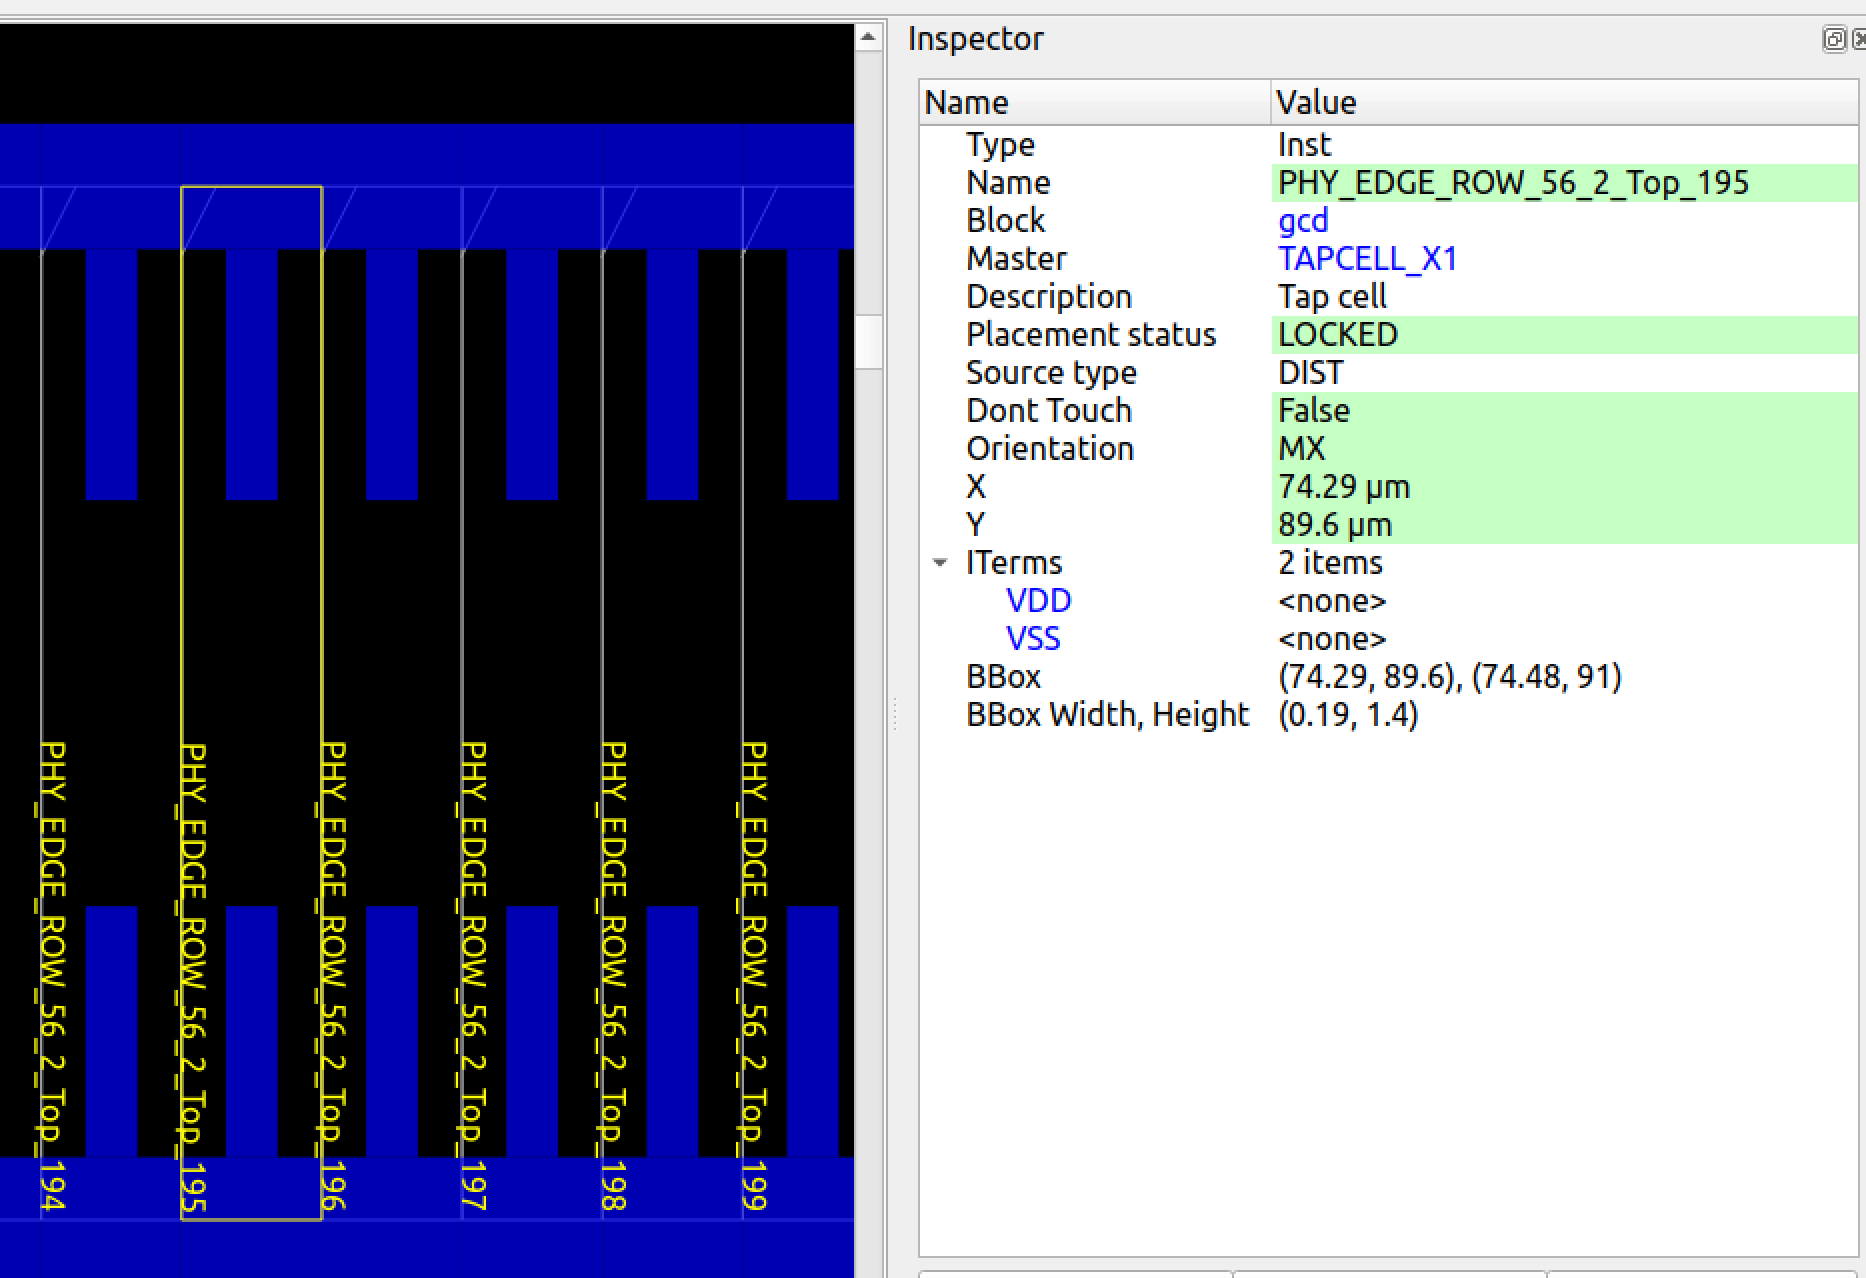 PHY_EDGE_ROW_56_2_Top_194
PHY_EDGE_ROW_56_2_Top_195
PHY_EDGE_ROW_56_2_Top_196
PHY_EDGE_ROW_56_2_Top_197
PHY_EDGE_ROW_56_2_Top_198
PHY_EDGE_ROW_56_2_Top_199
Inspector
Name Value
Type Inst
Name PHY_EDGE_ROW_56_2_Top_195
Block gcd
Master TAPCELL_X1
Description Tap cell
Placement status LOCKED
Source type DIST
Dont Touch False
Orientation MX
X 74.29 μm
Y 89.6 μm
ITerms 2 items
VDD <none>
VSS <none>
BBox (74.29, 89.6), (74.48, 91)
BBox Width, Height (0.19, 1.4)